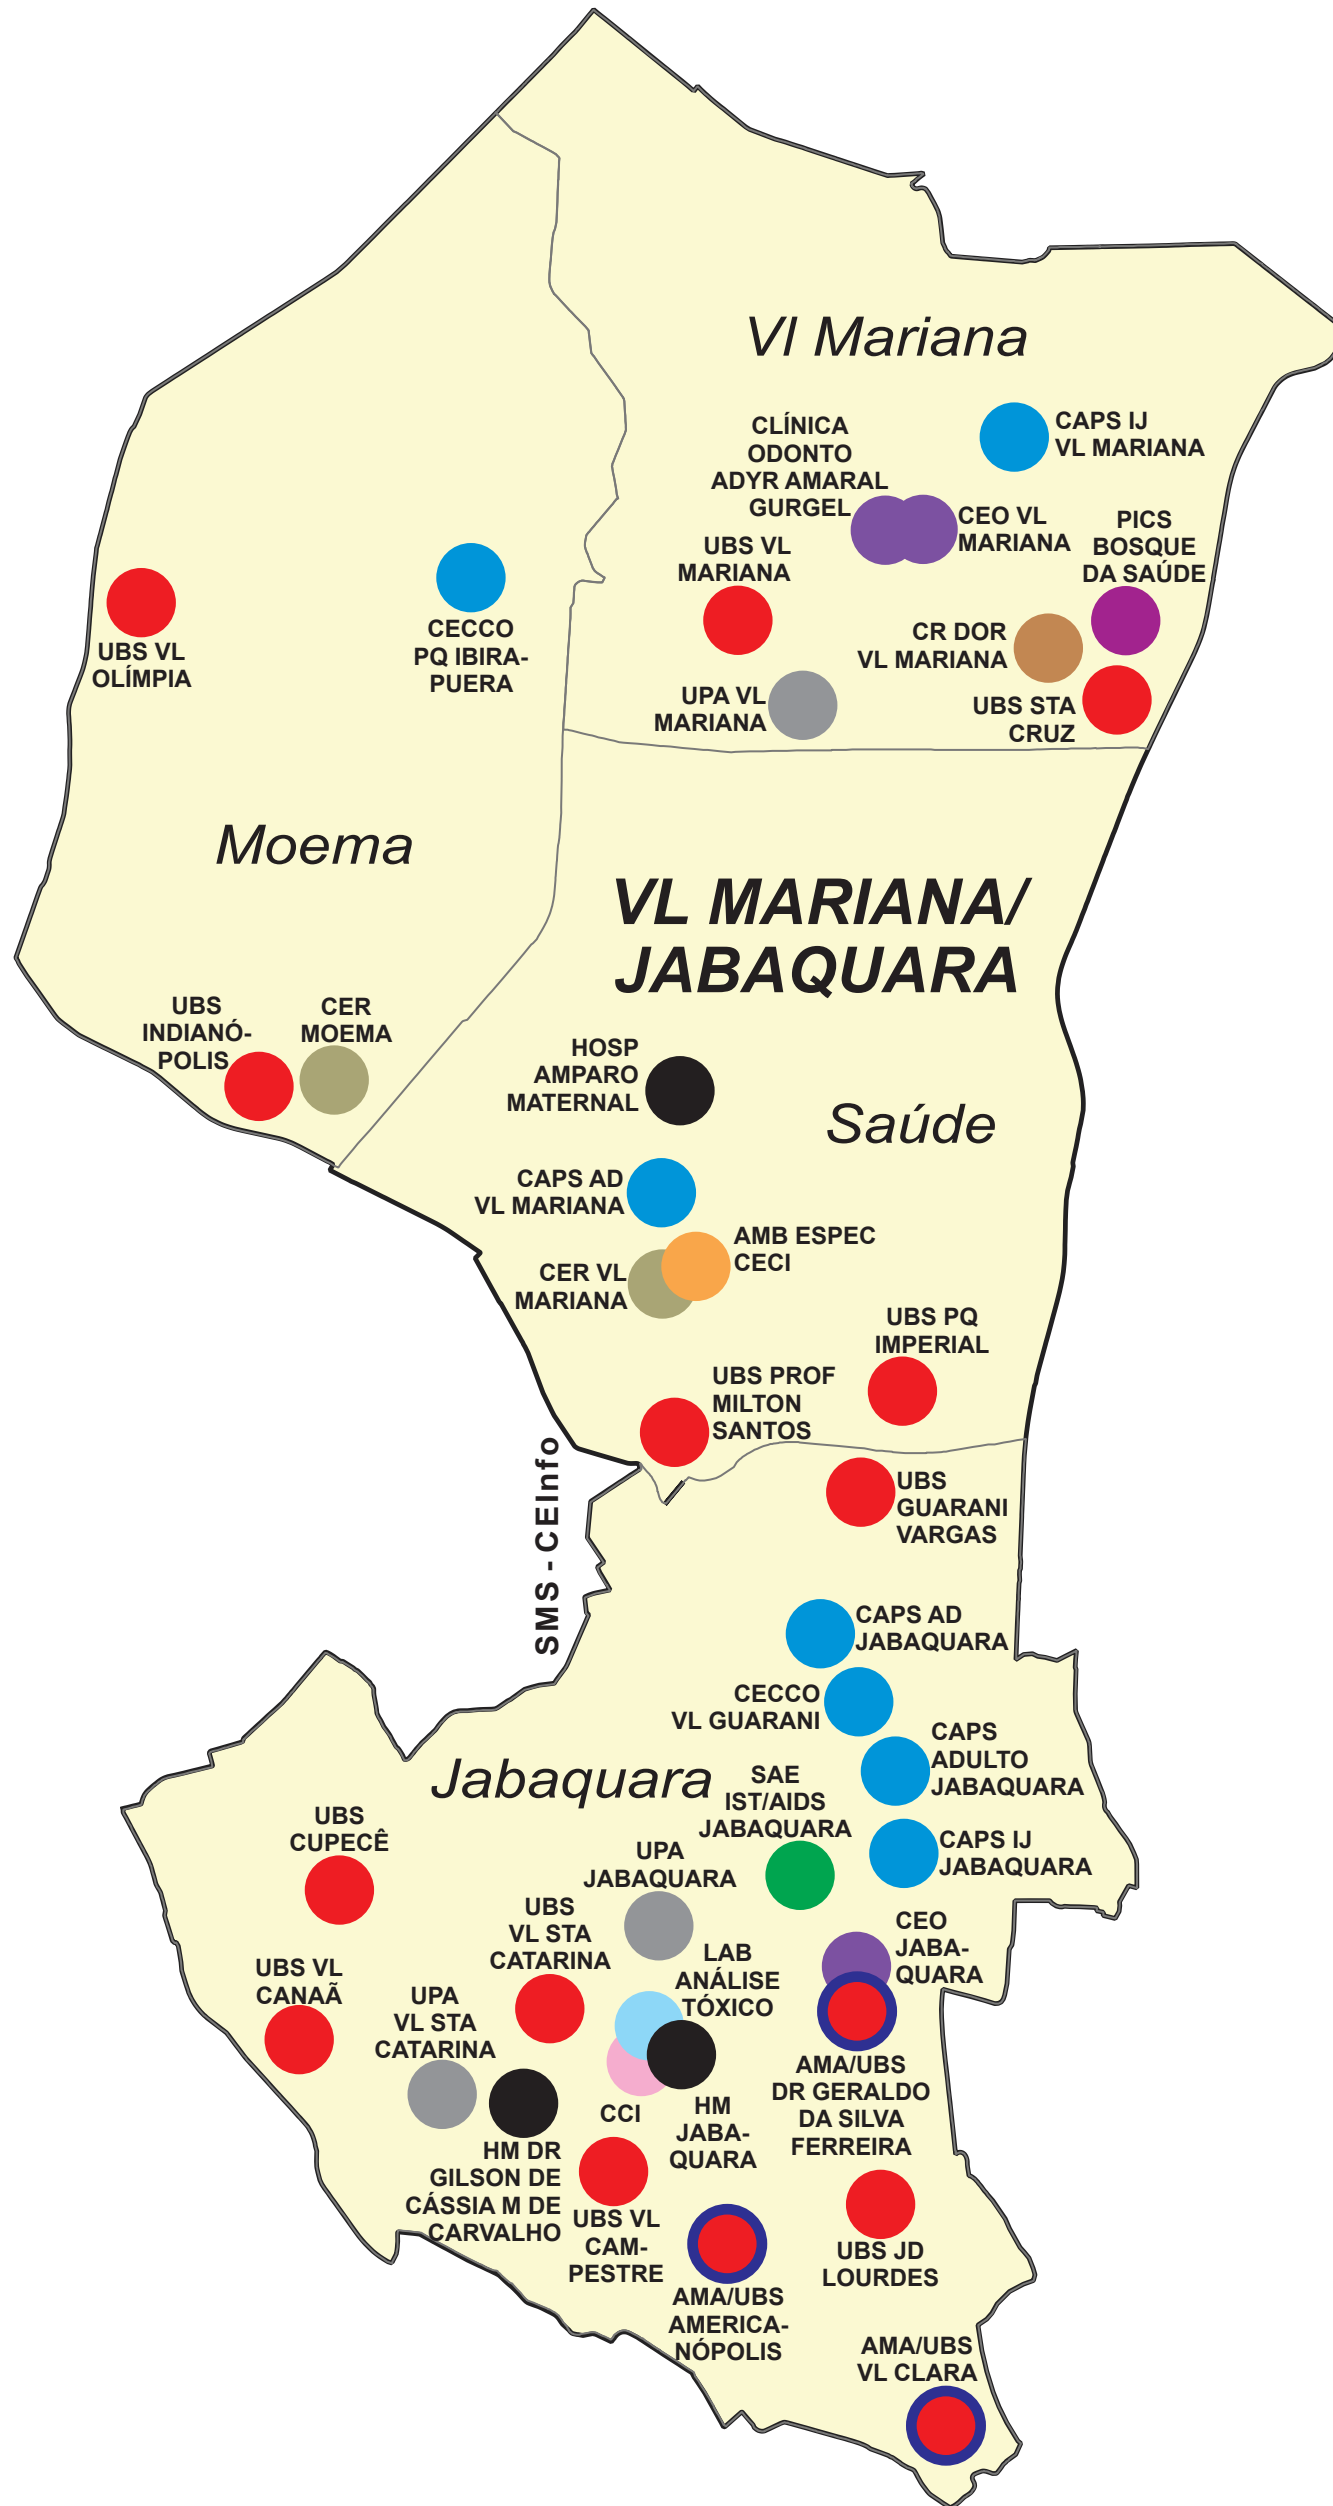 Vl Mariana
CLÍNICA
ODONTO
ADYR AMARAL
GURGEL
CAPS IJ
VL MARIANA
CEO VL
MARIANA
PICS
BOSQUE
DA SAÚDE
UBS VL
MARIANA
CR DOR
VL MARIANA
UPA VL
MARIANA
UBS STA
CRUZ
UBS VL
OLÍMPIA
CECCO
PQ IBIRA-
PUERA
Moema
VL MARIANA/
JABAQUARA
UBS
INDIANÓ-
POLIS
CER
MOEMA
HOSP
AMPARO
MATERNAL
Saúde
CAPS AD
VL MARIANA
AMB ESPEC
CECI
CER VL
MARIANA
UBS PQ
IMPERIAL
UBS PROF
MILTON
SANTOS
SMS - CEInfo
UBS
GUARANI
VARGAS
CAPS AD
JABAQUARA
CECCO
VL GUARANI
CAPS
ADULTO
JABAQUARA
Jabaquara
SAE
IST/AIDS
JABAQUARA
CAPS IJ
JABAQUARA
UBS
CUPECÊ
UPA
JABAQUARA
UBS
VL STA
CATARINA
CEO
JABA-
QUARA
LAB
ANÁLISE
TÓXICO
UBS VL
CANAÃ
UPA
VL STA
CATARINA
AMA/UBS
DR GERALDO
DA SILVA
FERREIRA
CCI
HM
JABA-
QUARA
HM DR
GILSON DE
CÁSSIA M DE
CARVALHO
UBS VL
CAM-
PESTRE
UBS JD
LOURDES
AMA/UBS
AMERICA-
NÓPOLIS
AMA/UBS
VL CLARA